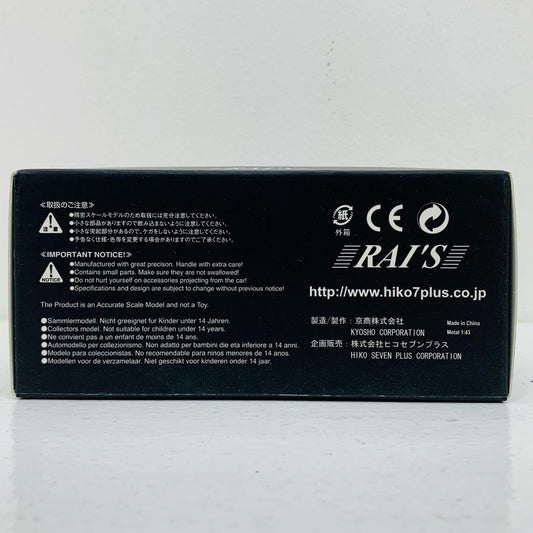 ≪取扱のご注意≫
注意
●精密スケールモデルのため取扱には充分注意してください。
●小さな部品がありますので飲み込まないように注意してください。
●小さな突起部分があるので、ケガをしないように注意してください。
●予告なく仕様・色等を変更する場合がありますのでご了承ください。
≪IMPORTANT NOTICE!≫
NOTICE
●Manufactured with great precison. Handle with extra care!
●Contains small parts. Make sure they are not swallowed!
●Do not hurt yourself on accessories projecting from the car!
●Specifications and design are subject to change without previous notice!
The Product is an Accurate Scale Model and not a Toy.
●Sammlermodell. Nicht geeignet fur Kinder unter 14 Jahren.
●Collectors model. Not suitable for children under 14 years.
●Ne convient pas a un enfant de moins de 14 ans.
●Automodello per collezionismo. Non adatto per bambini die eta inferiore a 14 anni.
●Modelo para coleccionistas. No recomendable para ninos menores de 14 anos.
●Modellen voor de verzamelaar. Niet geschikt voor kinderen onder 14 jaar.
紙
外箱
CE
RAI'S
http://www.hiko7plus.co.jp
製造/製作：京商株式会社
KYOSHO CORPORATION
Made in China
Metal 1:43
企画販売：株式会社ヒコセブンプラス
HIKO SEVEN PLUS CORPORATION